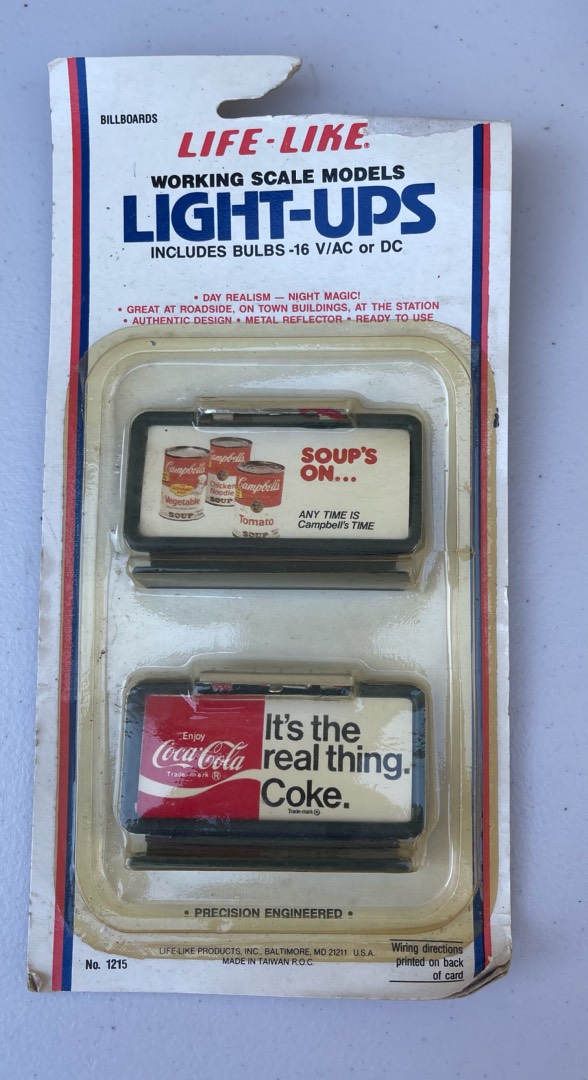 BILLBOARDS
LIFE-LIKE®
WORKING SCALE MODELS
LIGHT-UPS
INCLUDES BULBS -16 V/AC or DC
• DAY REALISM — NIGHT MAGIC!
• GREAT AT ROADSIDE, ON TOWN BUILDINGS, AT THE STATION
• AUTHENTIC DESIGN • METAL REFLECTOR • READY TO USE
Campbell's
Vegetable
SOUP
Campbell's
Chicken
Noodle
Campbell's
Tomato
SOUP
SOUP'S
ON...
ANY TIME IS
Campbell's TIME
Enjoy
Coca-Cola
Trade-mark ®
It's the
real thing.
Coke.
Trade-mark ®
• PRECISION ENGINEERED •
No. 1215
LIFE-LIKE PRODUCTS, INC., BALTIMORE, MD 21211 U.S.A.
MADE IN TAIWAN R.O.C.
Wiring directions
printed on back
of card